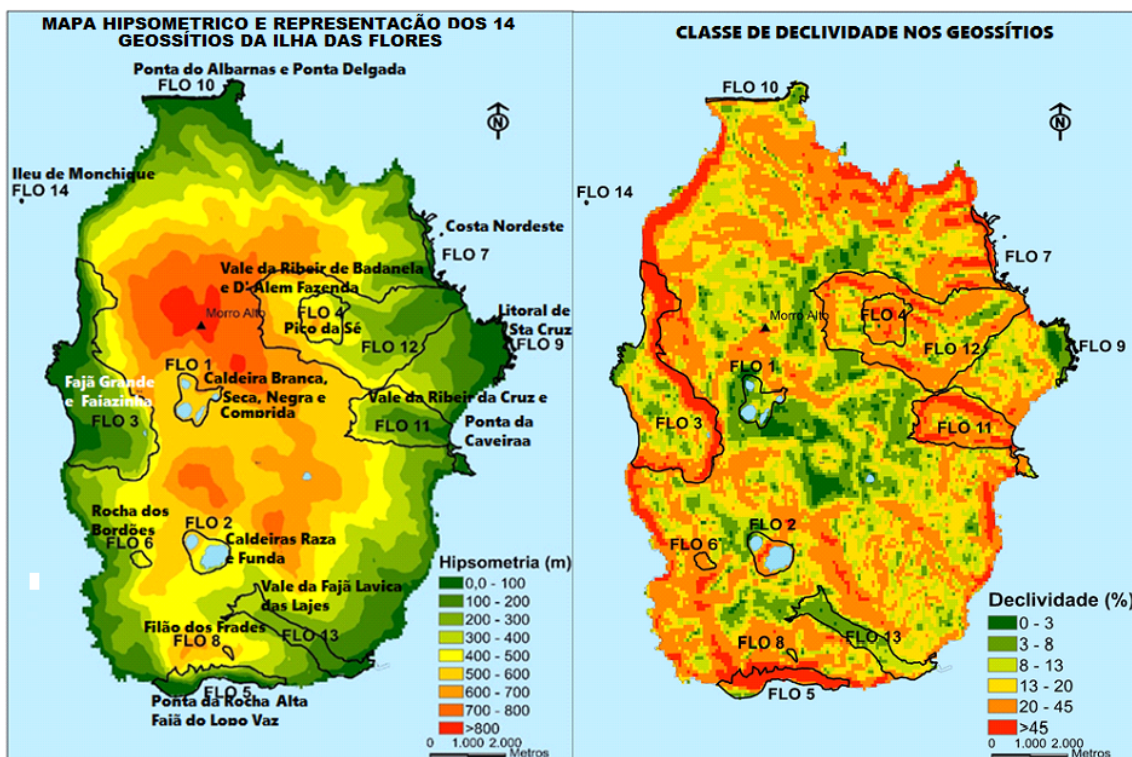 MAPA HIPSOMETRICO E REPRESENTAÇÃO DOS 14
GEOSSÍTIOS DA ILHA DAS FLORES
Ponta do Albarnas e Ponta Delgada
FLO 10
N
Ileu de Monchique
FLO 14
Costa Nordeste
FLO 7
Vale da Ribeir de Badanela
e D'Alem Fazenda
FLO 4
Pico da Sé
Morro Alto
Litoral de
Sta Cruz
FLO 9
FLO 12
FLO 1
Caldeira Branca,
Seca, Negra e
Comprida
Fajã Grande
e Faiazinha
FLO 3
Vale da Ribeir da Cruz e
FLO 11
Ponta da
Caveiraa
Rocha dos
Bordões
FLO 6
FLO 2
Caldeiras Raza
e Funda
Vale da Fajã Lavica
das Lajes
Filão dos Frades
FLO 8
FLO 13
FLO 5
Ponta da Rocha Alta
Faiã do Lopo Vaz
Hipsometria (m)
0,0 - 100
100 - 200
200 - 300
300 - 400
400 - 500
500 - 600
600 - 700
700 - 800
>800
0 1.000 2.000
Metros
CLASSE DE DECLIVIDADE NOS GEOSSÍTIOS
FLO 10
N
FLO 14
FLO 7
Morro Alto
FLO 4
FLO 12
FLO 9
FLO 1
FLO 3
FLO 11
FLO 2
FLO 6
FLO 8
FLO 13
FLO 5
Declividade (%)
0 - 3
3 - 8
8 - 13
13 - 20
20 - 45
>45
0 1.000 2.000
Metros